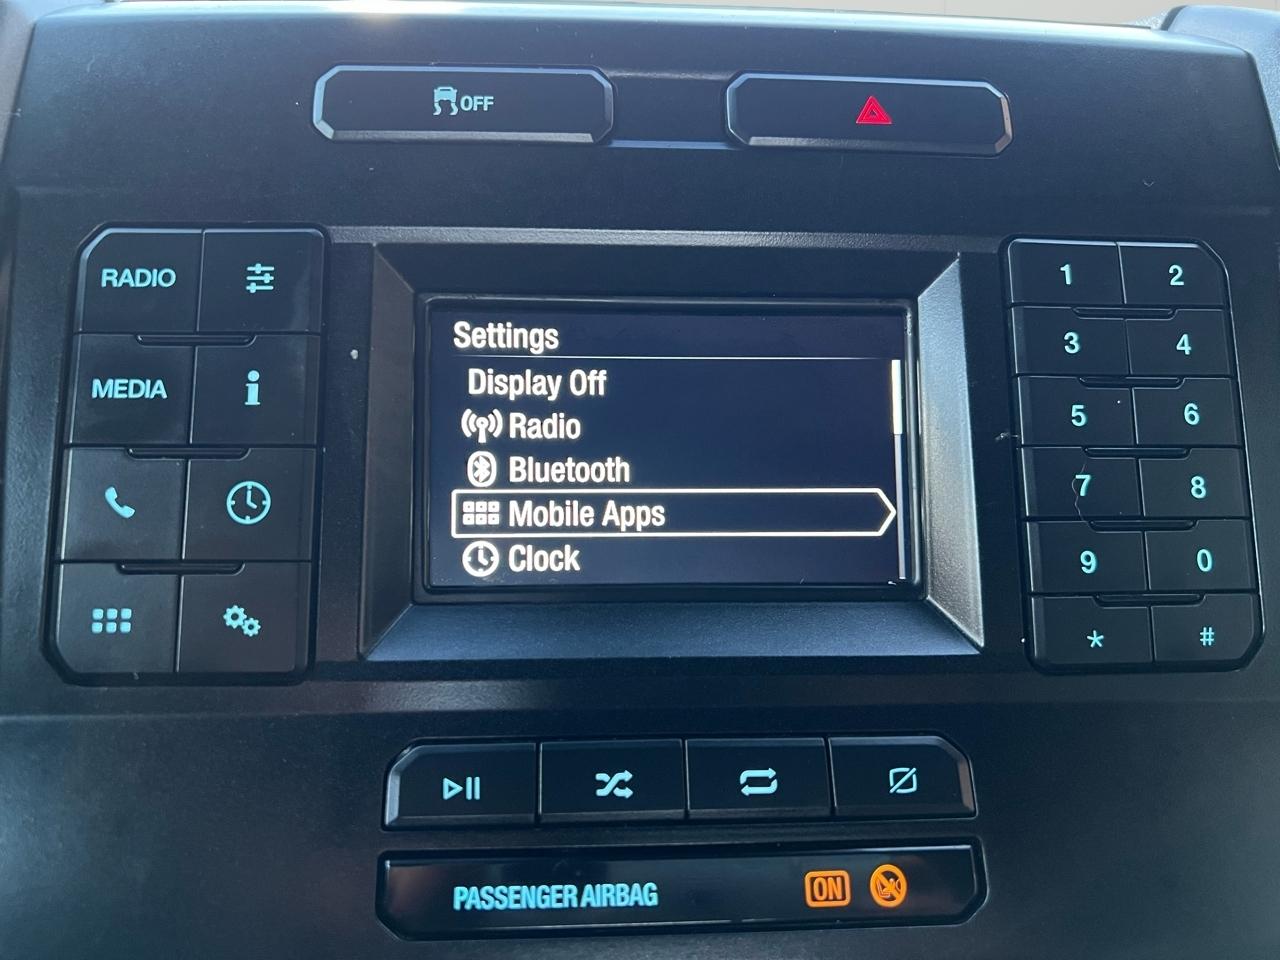 OFF
RADIO
MEDIA
Settings
Display Off
Radio
Bluetooth
Mobile Apps
Clock
1 2
3 4
5 6
7 8
9 0
* #
PASSENGER AIRBAG ON